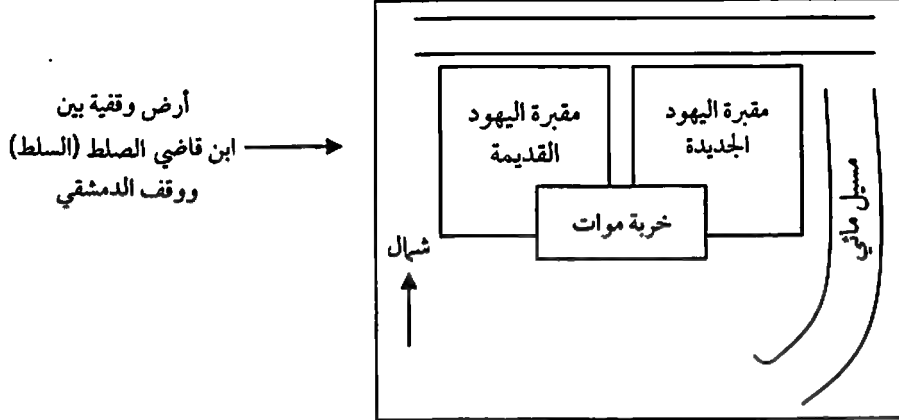 أرض وقفية بين
ابن قاضي الصلط (السلط)
ووقف الدمشقي
مقبرة اليهود
الجديدة
مقبرة اليهود
القديمة
خربة موات
مسيل مائي
شمال